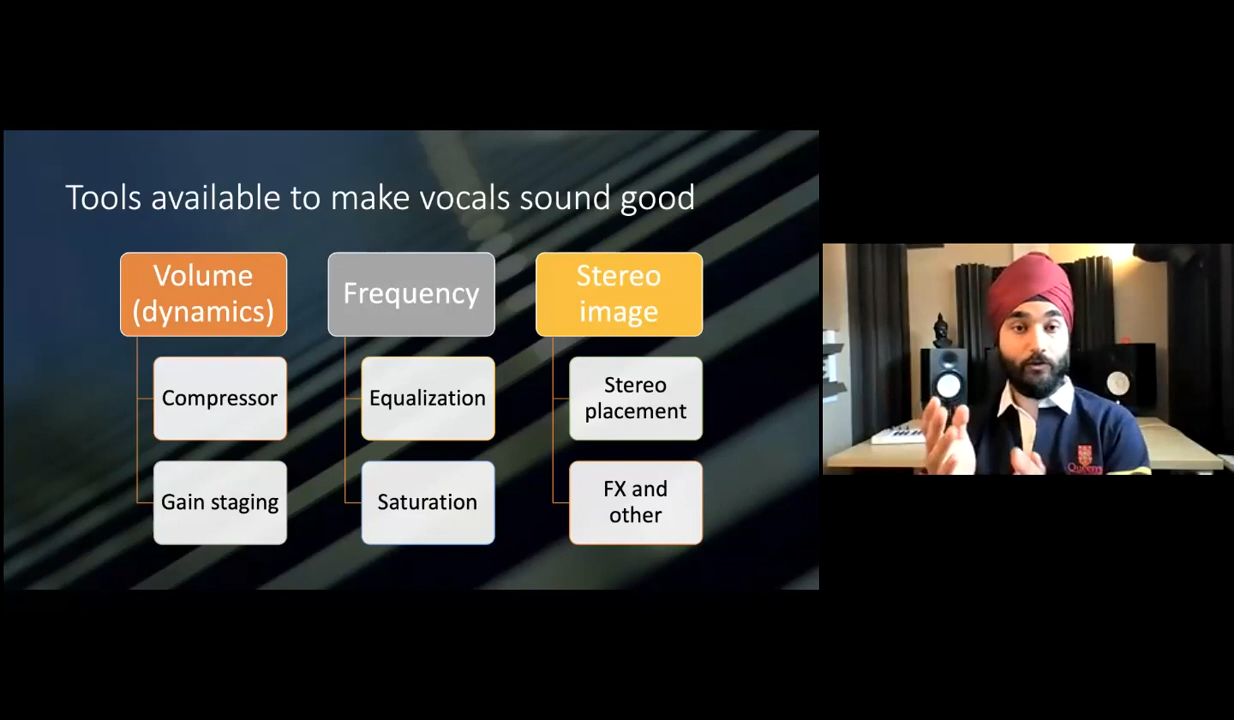 Tools available to make vocals sound good
Volume
(dynamics)
Compressor
Gain staging
Frequency
Equalization
Saturation
Stereo
image
Stereo
placement
FX and
other
Queen's